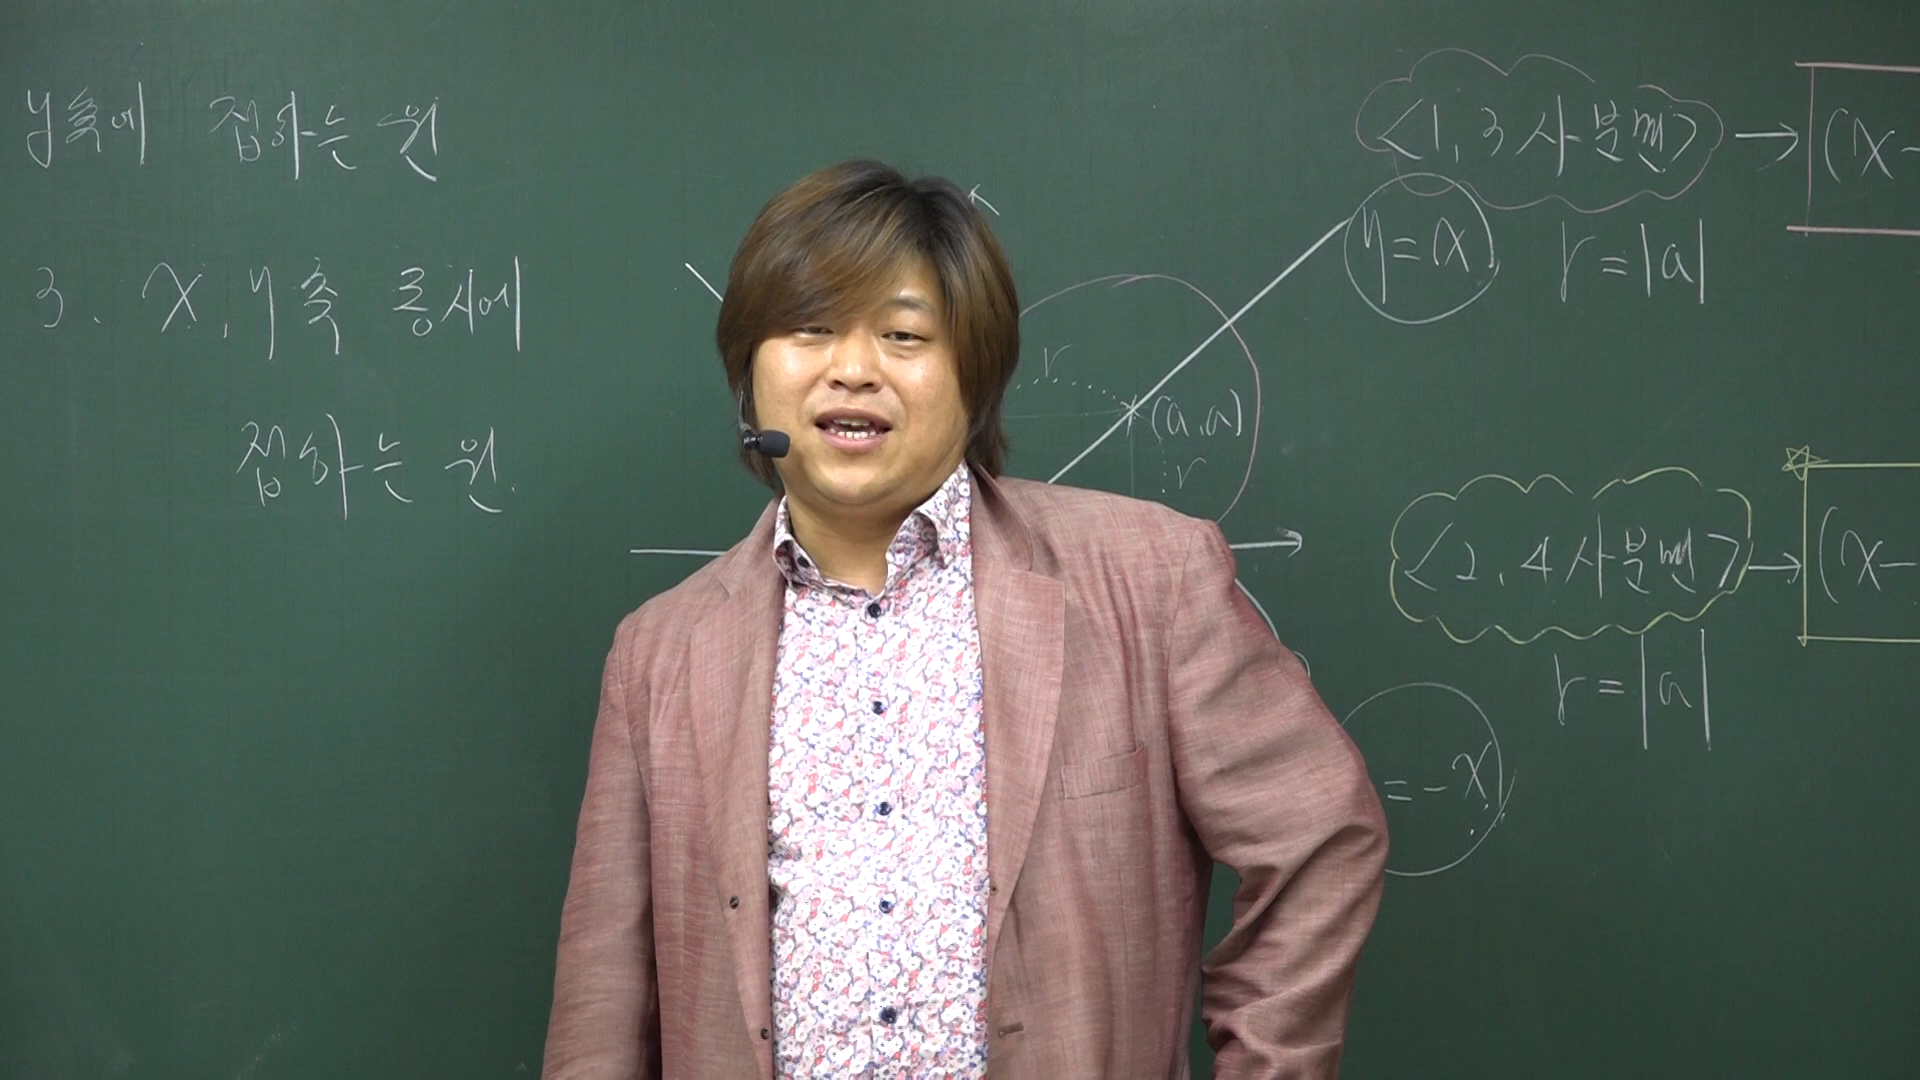 y축에 접하는 원
3. x, y축 동시에
접하는 원.
r
(a, a)
r
<1, 3 사분면> → (x-
y=x r=|a|
<2, 4 사분면> → (x-
r=|a|
=-x